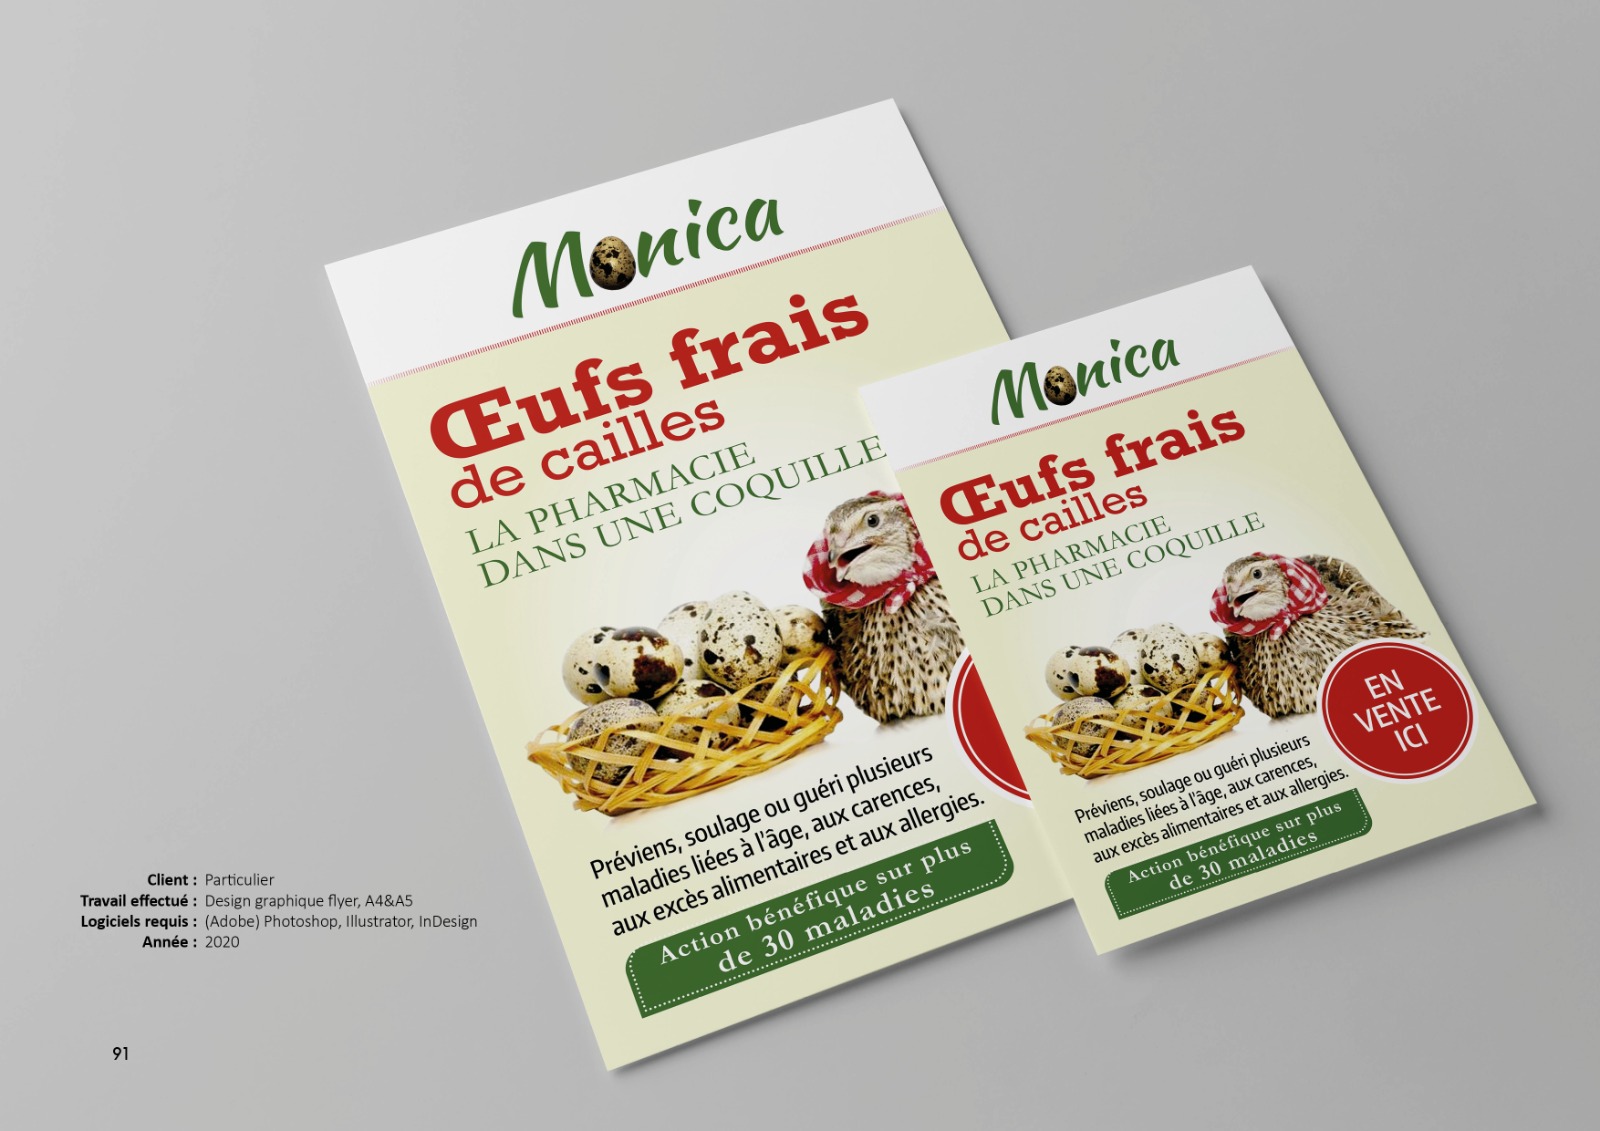 Monica
Œufs frais
de cailles
LA PHARMACIE
DANS UNE COQUILLE
Préviens, soulage ou guéri plusieurs
maladies liées à l'âge, aux carences,
aux excès alimentaires et aux allergies.
Action bénéfique sur plus
de 30 maladies
Monica
Œufs frais
de cailles
LA PHARMACIE
DANS UNE COQUILLE
EN
VENTE
ICI
Préviens, soulage ou guéri plusieurs
maladies liées à l'âge, aux carences,
aux excès alimentaires et aux allergies.
Action bénéfique sur plus
de 30 maladies
Client : Particulier
Travail effectué : Design graphique flyer, A4&A5
Logiciels requis : (Adobe) Photoshop, Illustrator, InDesign
Année : 2020
91